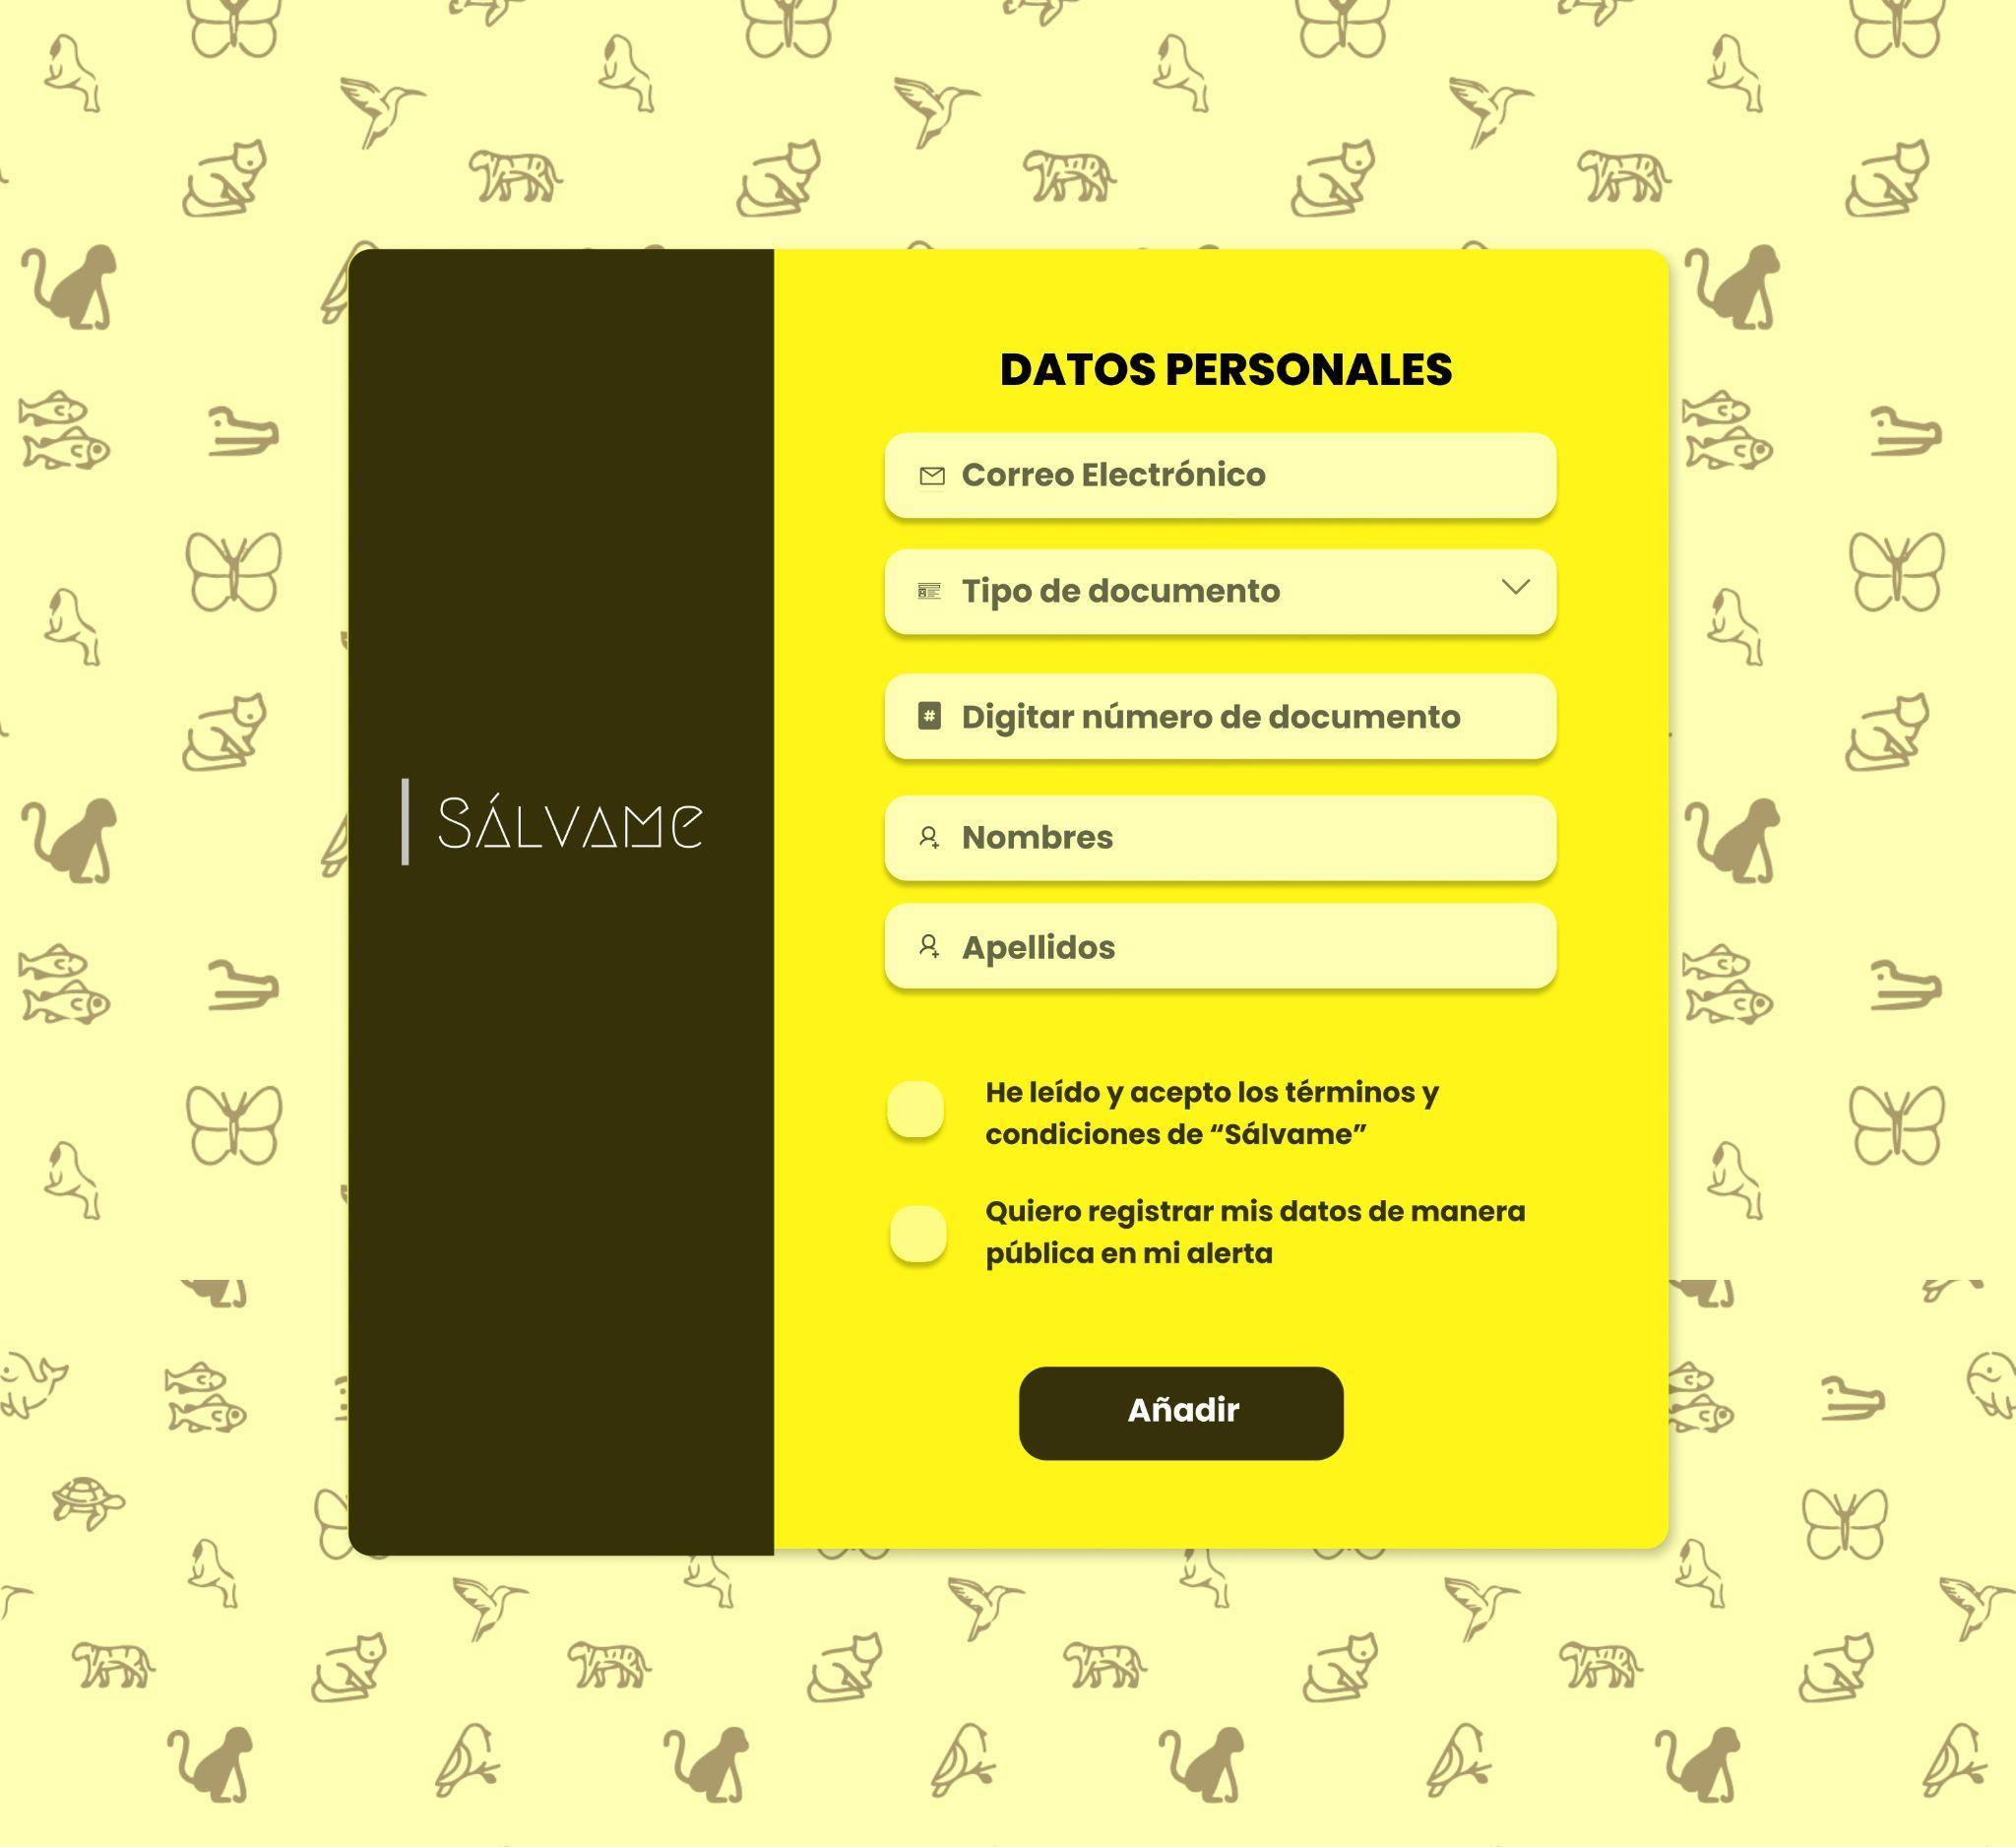 SÁLVAMe
DATOS PERSONALES
Correo Electrónico
Tipo de documento
# Digitar número de documento
Nombres
Apellidos
He leído y acepto los términos y
condiciones de “Sálvame”
Quiero registrar mis datos de manera
pública en mi alerta
Añadir